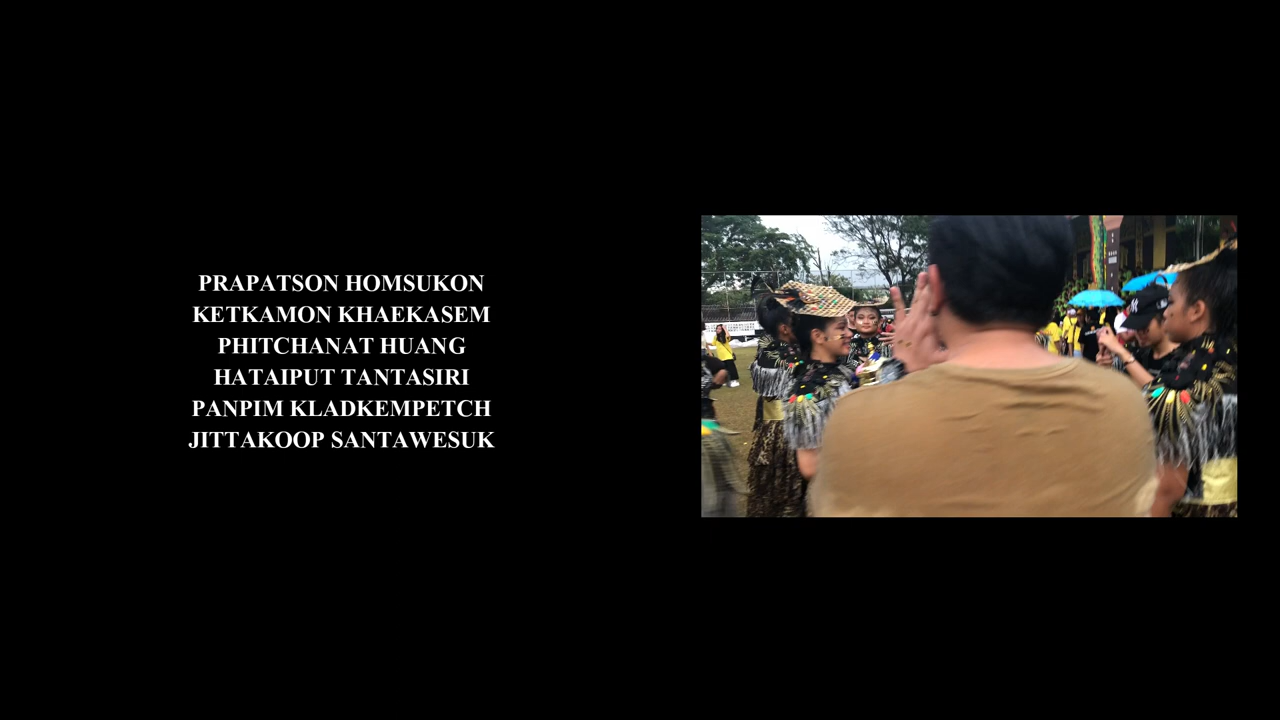 PRAPATSON HOMSUKON
KETKAMON KHAEKASEM
PHITCHANAT HUANG
HATAIPUT TANTASIRI
PANPIM KLADKEMPETCH
JITTAKOOP SANTAWESUK